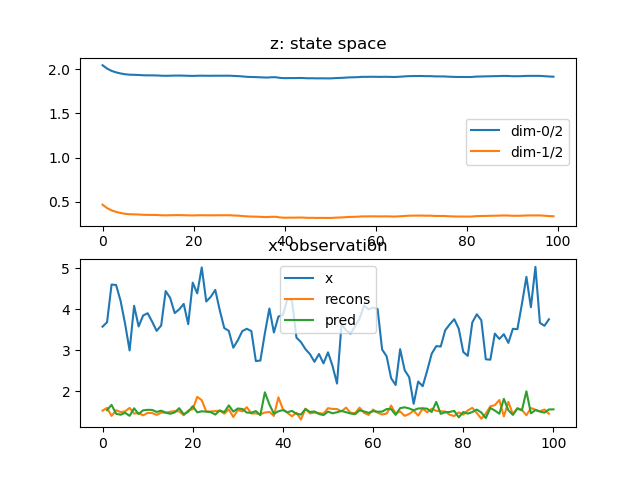 z: state space
2.0
1.5
1.0
0.5
dim-0/2
dim-1/2
0 20 40 60 80 100
x: observation
5
4
3
2
x
recons
pred
0 20 40 60 80 100